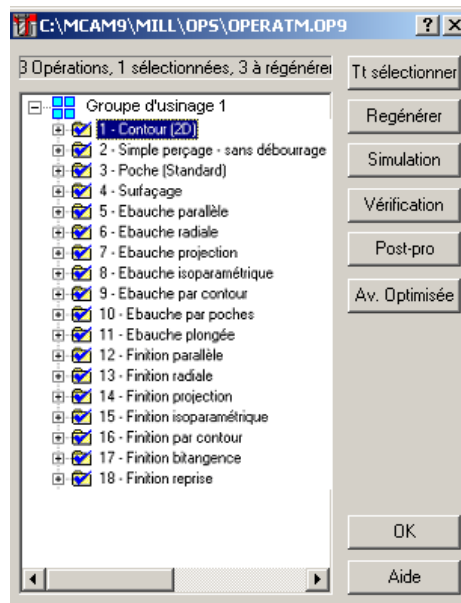 C:\MCAM9\MILL\OPS\OPERATM.OP9
3 Opérations, 1 sélectionnées, 3 à régénérer
Tt sélectionner
Groupe d'usinage 1
Regénérer
1 - Contour (2D)
2 - Simple perçage - sans débourrage
3 - Poche (Standard)
Simulation
4 - Surfaçage
5 - Ebauche parallèle
Vérification
6 - Ebauche radiale
7 - Ebauche projection
Post-pro
8 - Ebauche isoparamétrique
9 - Ebauche par contour
Av. Optimisée
10 - Ebauche par poches
11 - Ebauche plongée
12 - Finition parallèle
13 - Finition radiale
14 - Finition projection
15 - Finition isoparamétrique
16 - Finition par contour
17 - Finition bitangence
18 - Finition reprise
OK
Aide